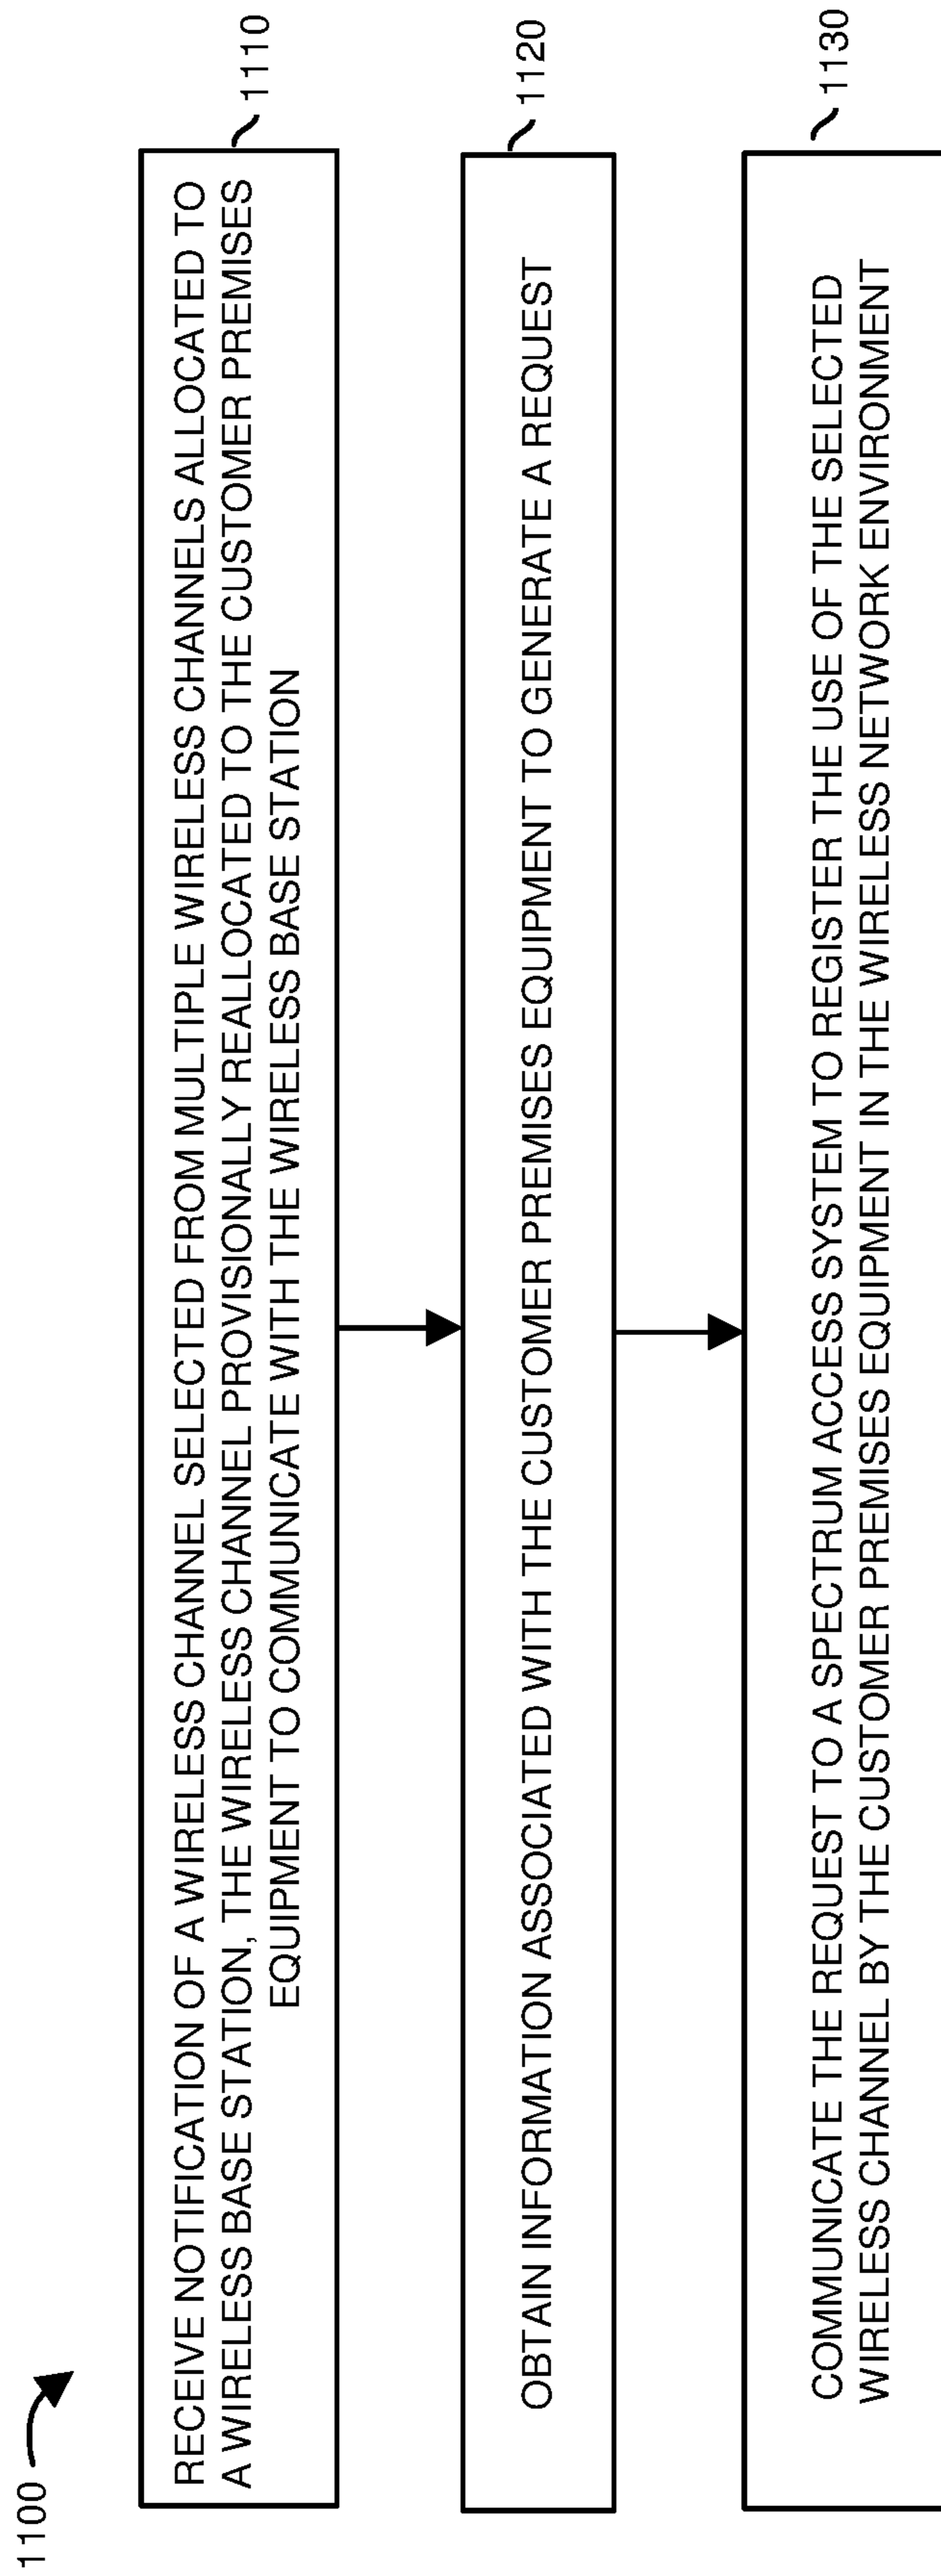 1100
RECEIVE NOTIFICATION OF A WIRELESS CHANNEL SELECTED FROM MULTIPLE WIRELESS CHANNELS ALLOCATED TO
A WIRELESS BASE STATION, THE WIRELESS CHANNEL PROVISIONALLY REALLOCATED TO THE CUSTOMER PREMISES
EQUIPMENT TO COMMUNICATE WITH THE WIRELESS BASE STATION
1110
OBTAIN INFORMATION ASSOCIATED WITH THE CUSTOMER PREMISES EQUIPMENT TO GENERATE A REQUEST
1120
COMMUNICATE THE REQUEST TO A SPECTRUM ACCESS SYSTEM TO REGISTER THE USE OF THE SELECTED
WIRELESS CHANNEL BY THE CUSTOMER PREMISES EQUIPMENT IN THE WIRELESS NETWORK ENVIRONMENT
1130